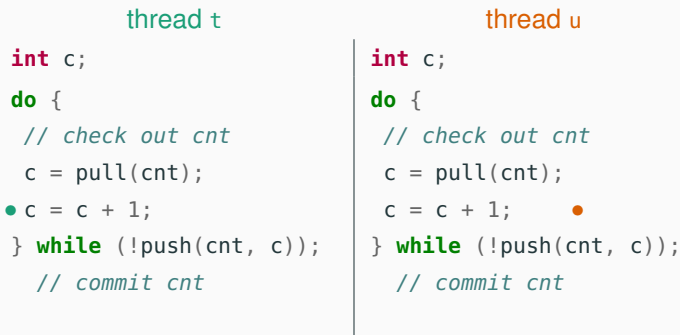 thread t
int c;
do {
// check out cnt
c = pull(cnt);
c = c + 1;
} while (!push(cnt, c));
// commit cnt
thread u
int c;
do {
// check out cnt
c = pull(cnt);
c = c + 1;
} while (!push(cnt, c));
// commit cnt